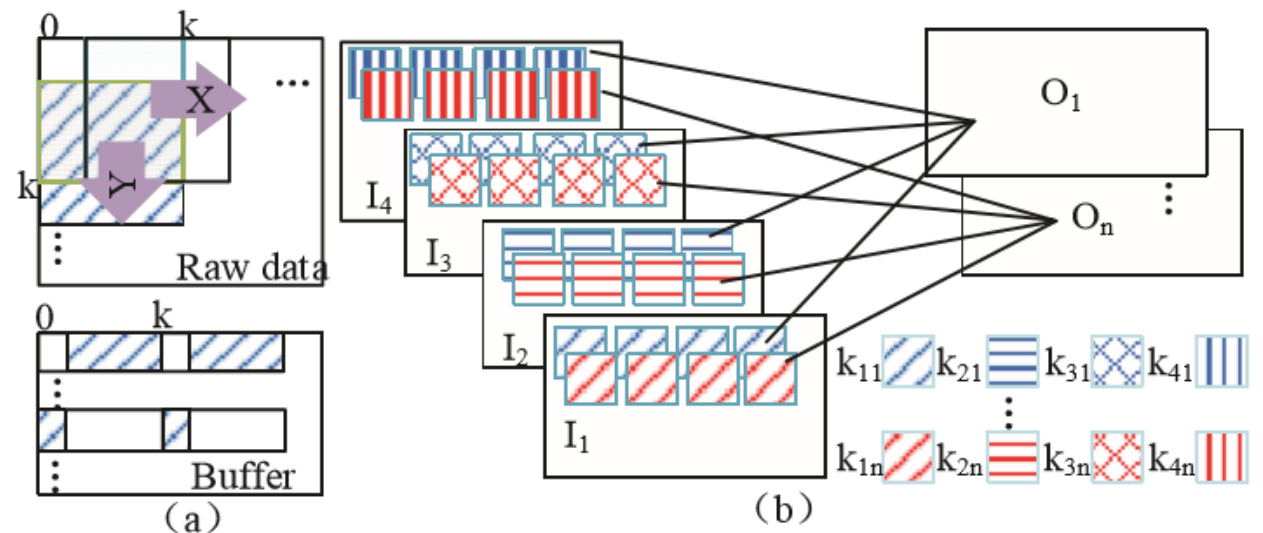 0 k
X
...
Y
k
Raw data
0 k
Buffer
(a)
I4
I3
I2
I1
O1
On
k11 k21 k31 k41
k1n k2n k3n k4n
(b)